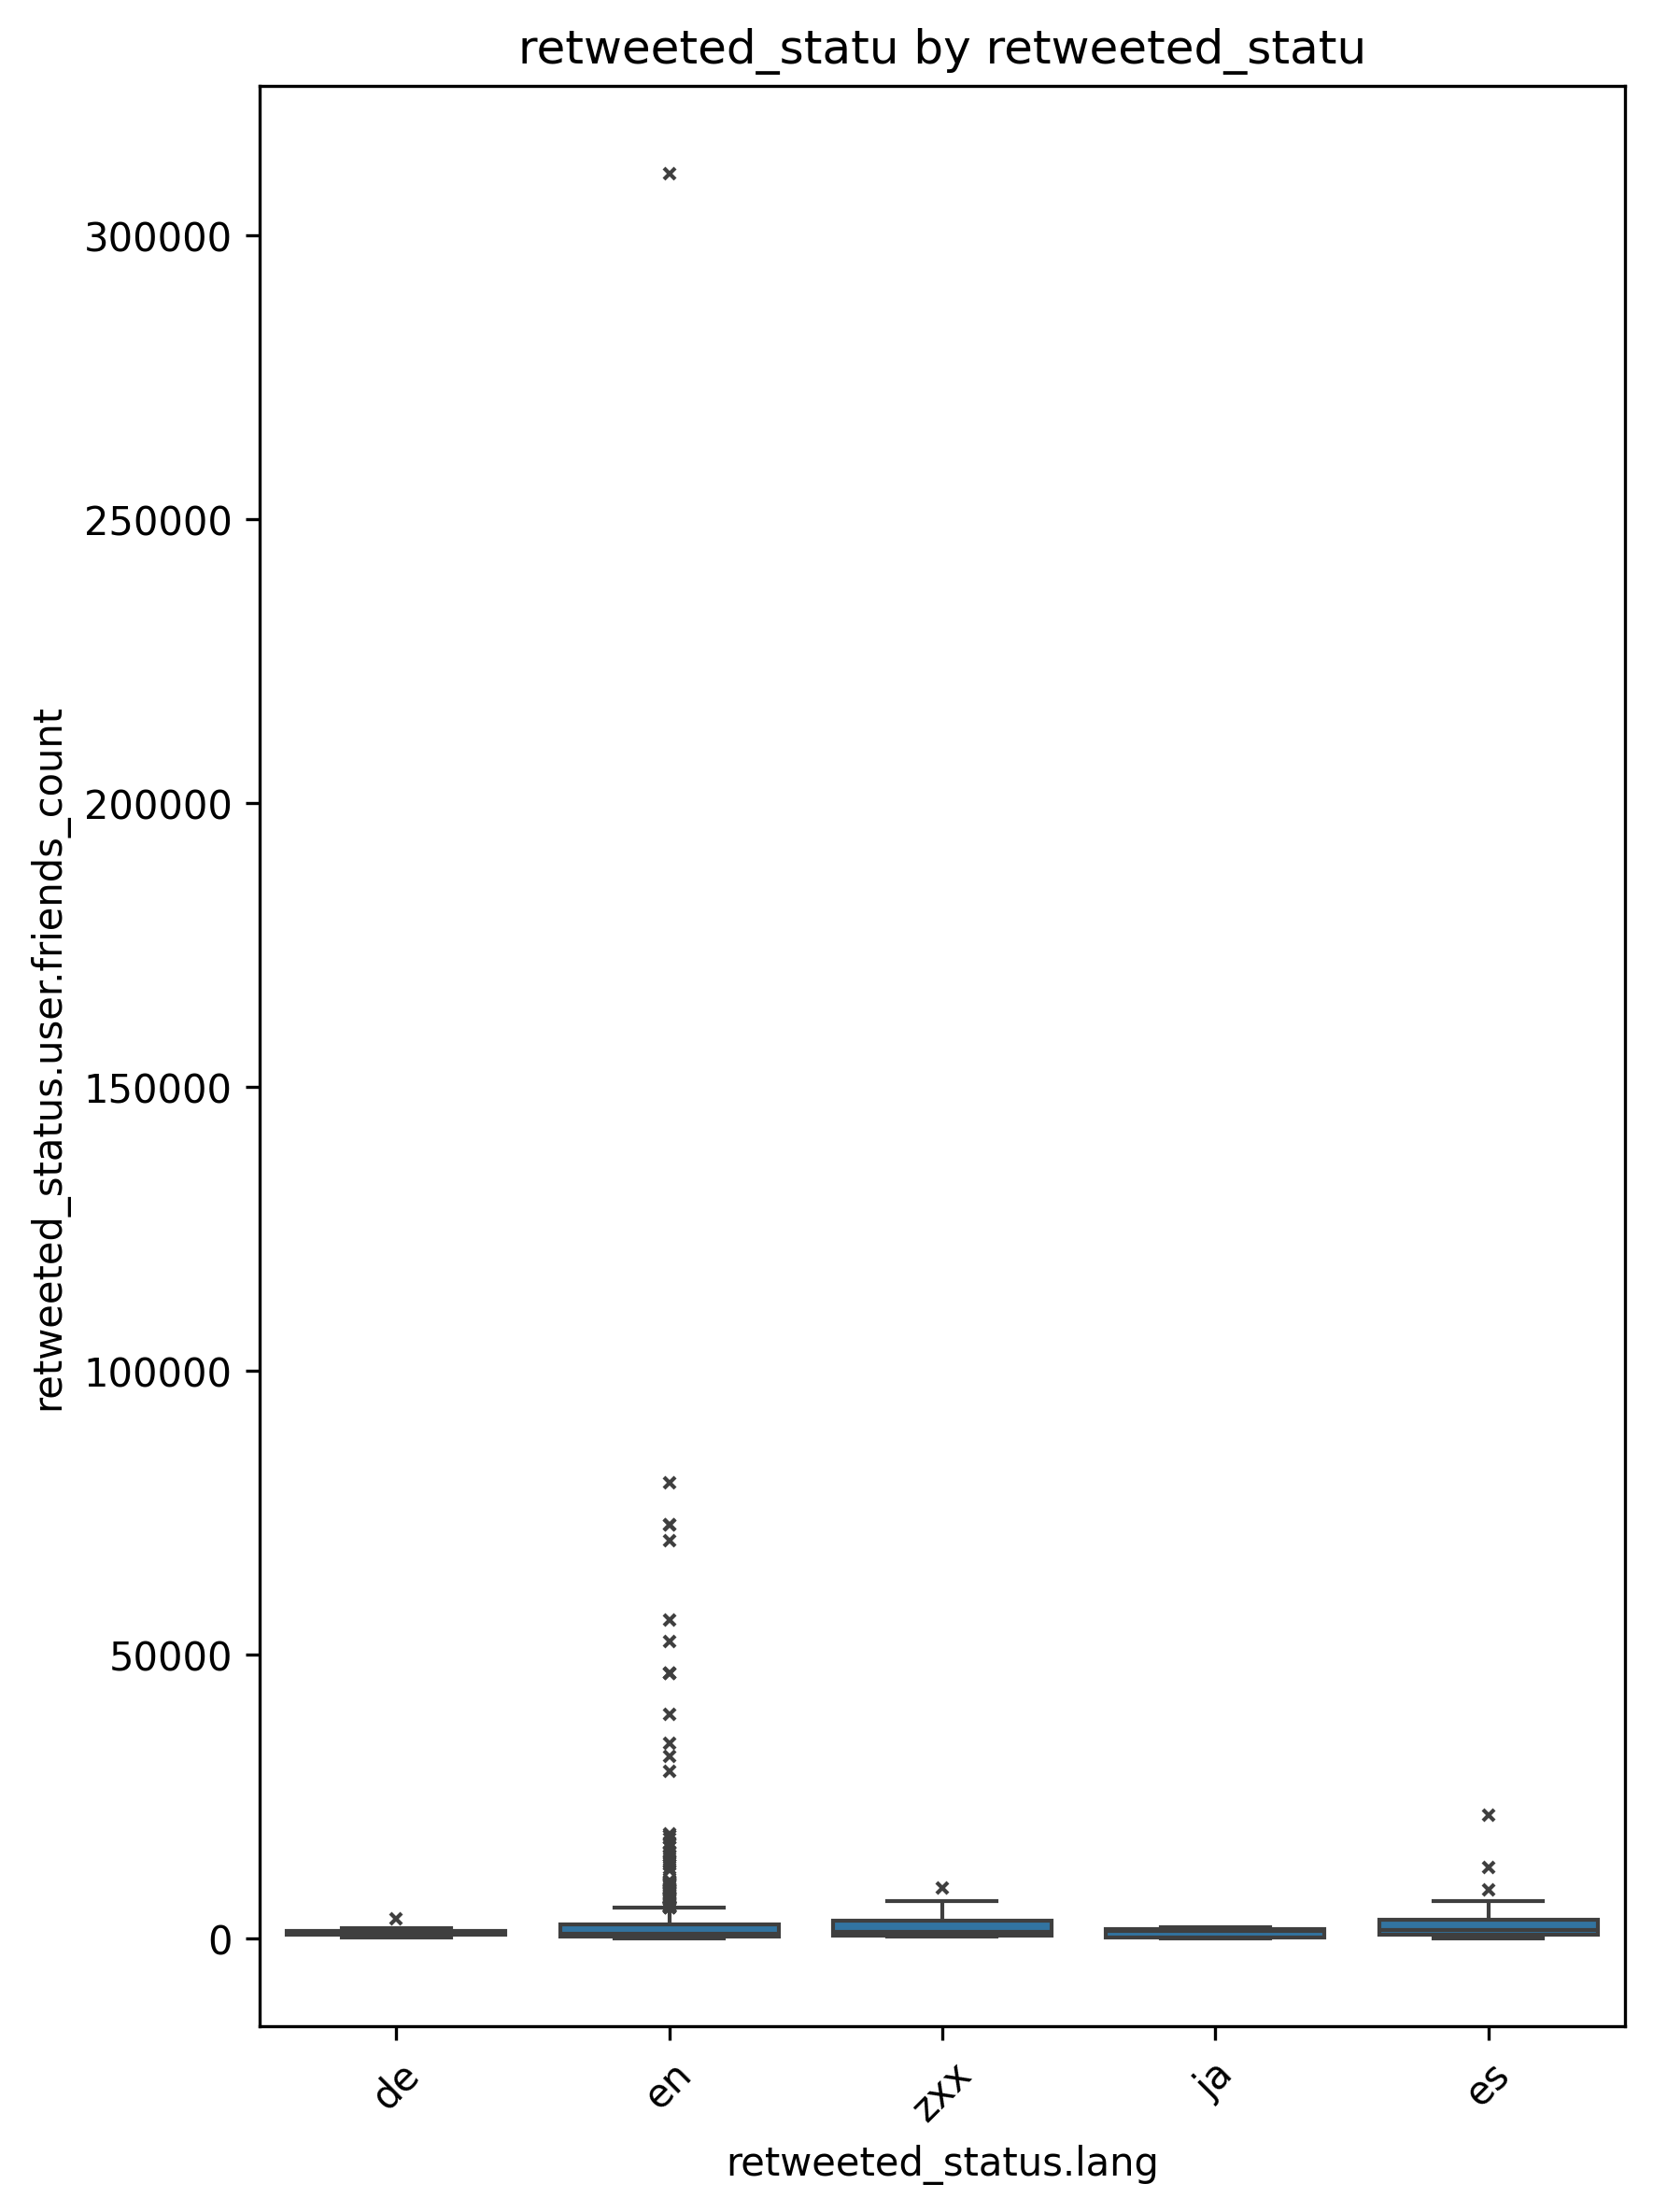 retweeted_statu by retweeted_statu
retweeted_status.user.friends_count
300000
250000
200000
150000
100000
50000
0
de
en
zxx
ja
es
retweeted_status.lang